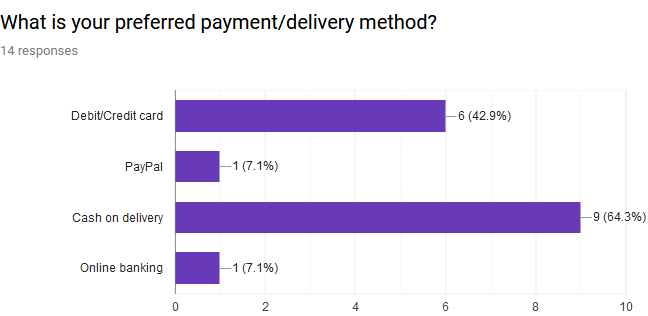 What is your preferred payment/delivery method?
14 responses
Debit/Credit card 6 (42.9%)
PayPal 1 (7.1%)
Cash on delivery 9 (64.3%)
Online banking 1 (7.1%)
0 2 4 6 8 10